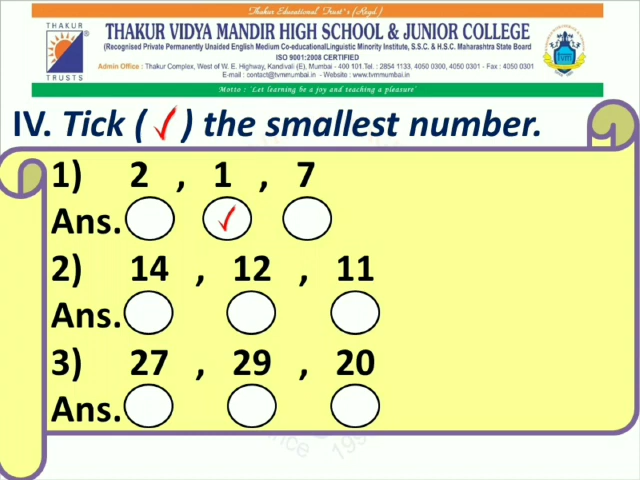 Thakur Educational Trust's (Regd.)
THAKUR
TRUSTS
THAKUR VIDYA MANDIR HIGH SCHOOL & JUNIOR COLLEGE
(Recognised Private Permanently Unaided English Medium Co-educationalLinguistic Minority Institute, S.S.C. & H.S.C. Maharashtra State Board
ISO 9001:2008 CERTIFIED
Admin Office : Thakur Complex, West of W. E. Highway, Kandivali (E), Mumbai - 400 101.Tel. : 2854 1133, 4050 0300, 4050 0301 - Fax : 4050 0301
E-mail : contact@tvmmumbai.in - Website : www.tvmmumbai.in
tvm
Motto : 'Let learning be a joy and teaching a pleasure'
IV. Tick ( ✓ ) the smallest number.
1) 2 , 1 , 7
Ans. ✓
2) 14 , 12 , 11
Ans.
3) 27 , 29 , 20
Ans.